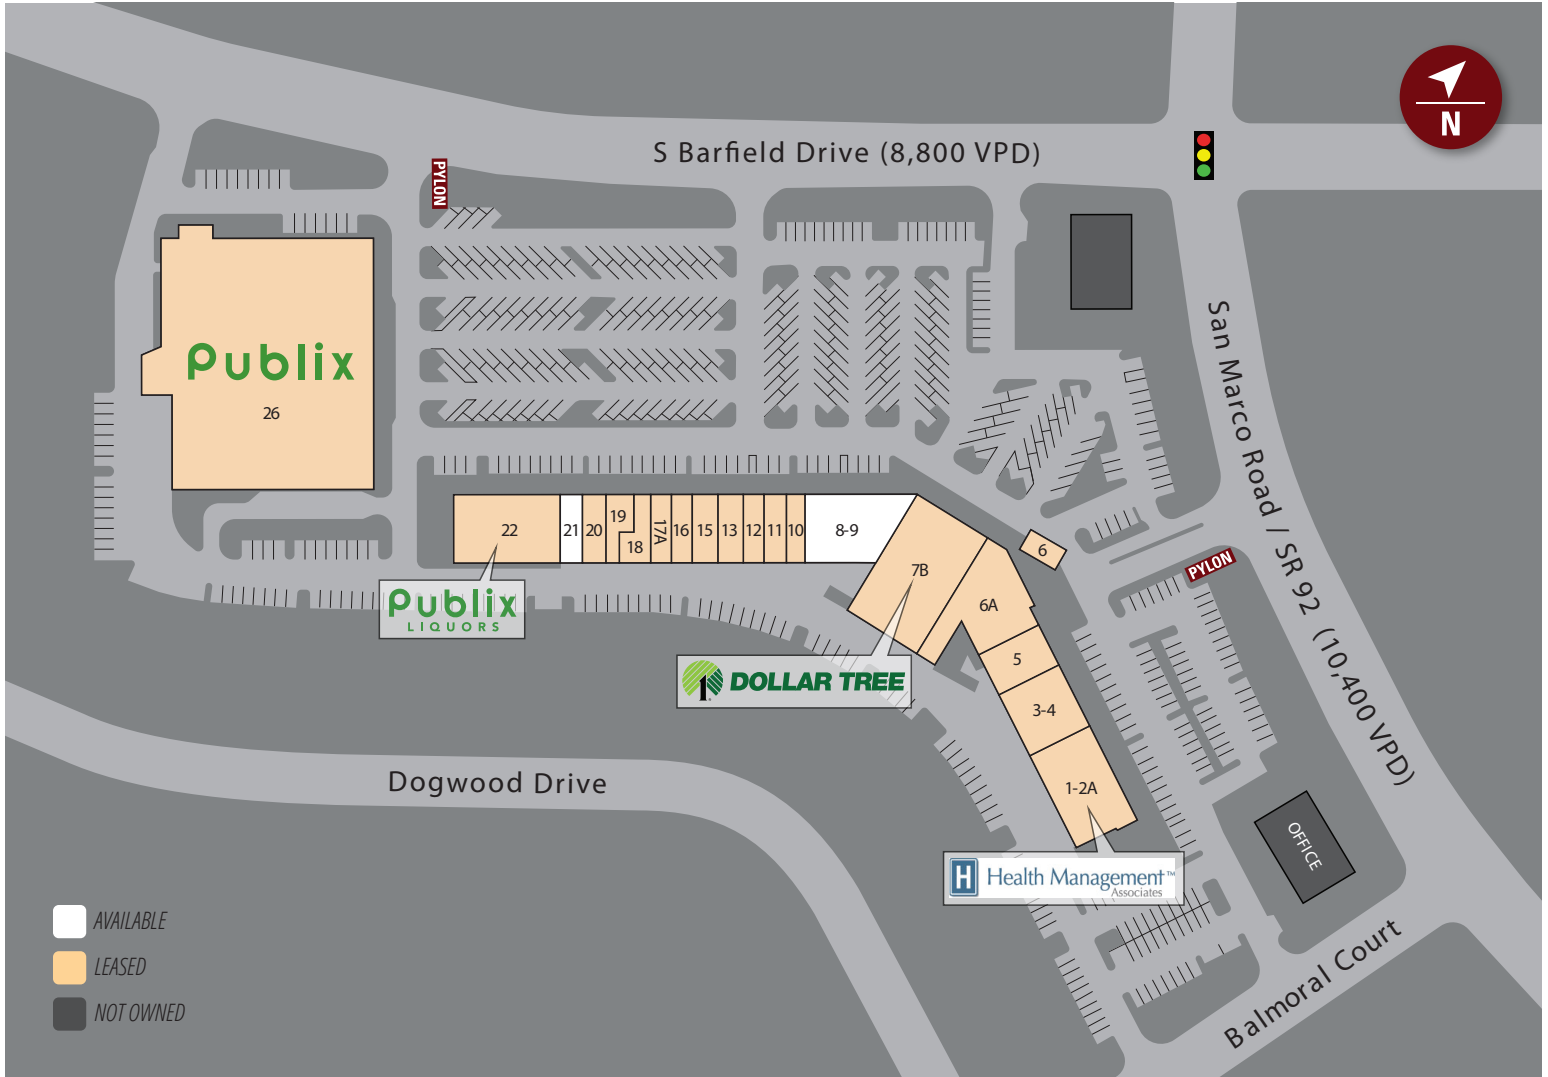 S Barfield Drive (8,800 VPD)
N
PYLON
Publix
26
San Marco Road / SR 92 (10,400 VPD)
22
21
20
19
18
17A
16
15
13
12
11
10
8-9
7B
6A
6
5
3-4
1-2A
PYLON
Publix
LIQUORS
1
DOLLAR TREE
Dogwood Drive
OFFICE
H Health Management™
Associates
Balmoral Court
AVAILABLE
LEASED
NOT OWNED